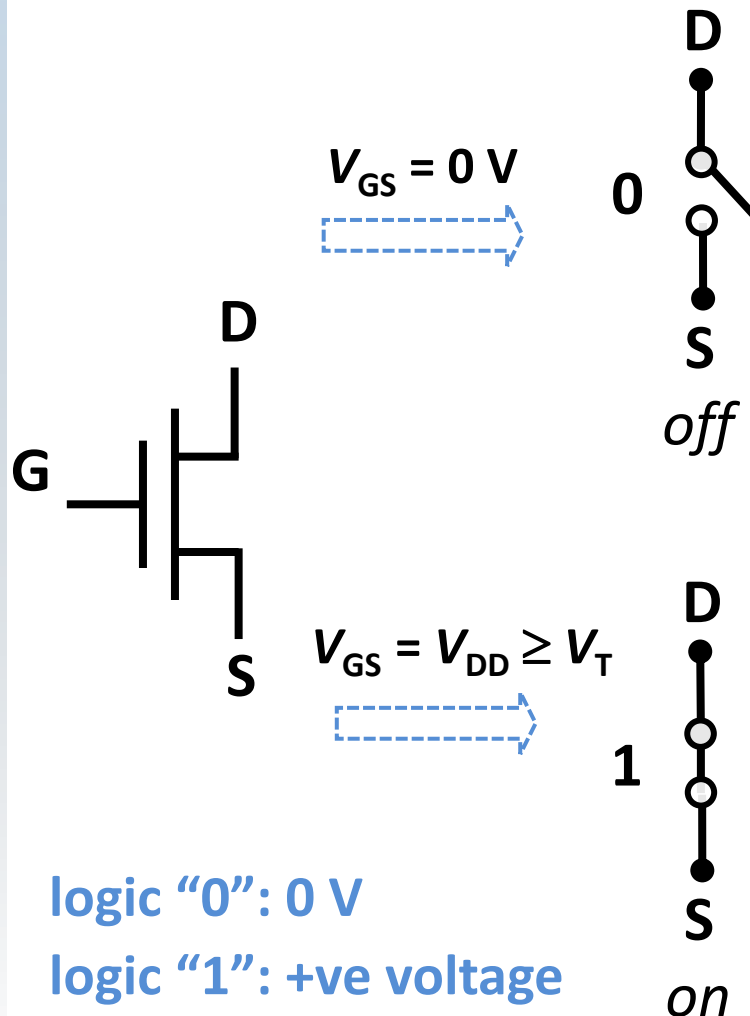 D
V_GS = 0 V
0
S
off
D
G
S
D
V_GS = V_DD ≥ V_T
1
S
on
logic “0”: 0 V
logic “1”: +ve voltage